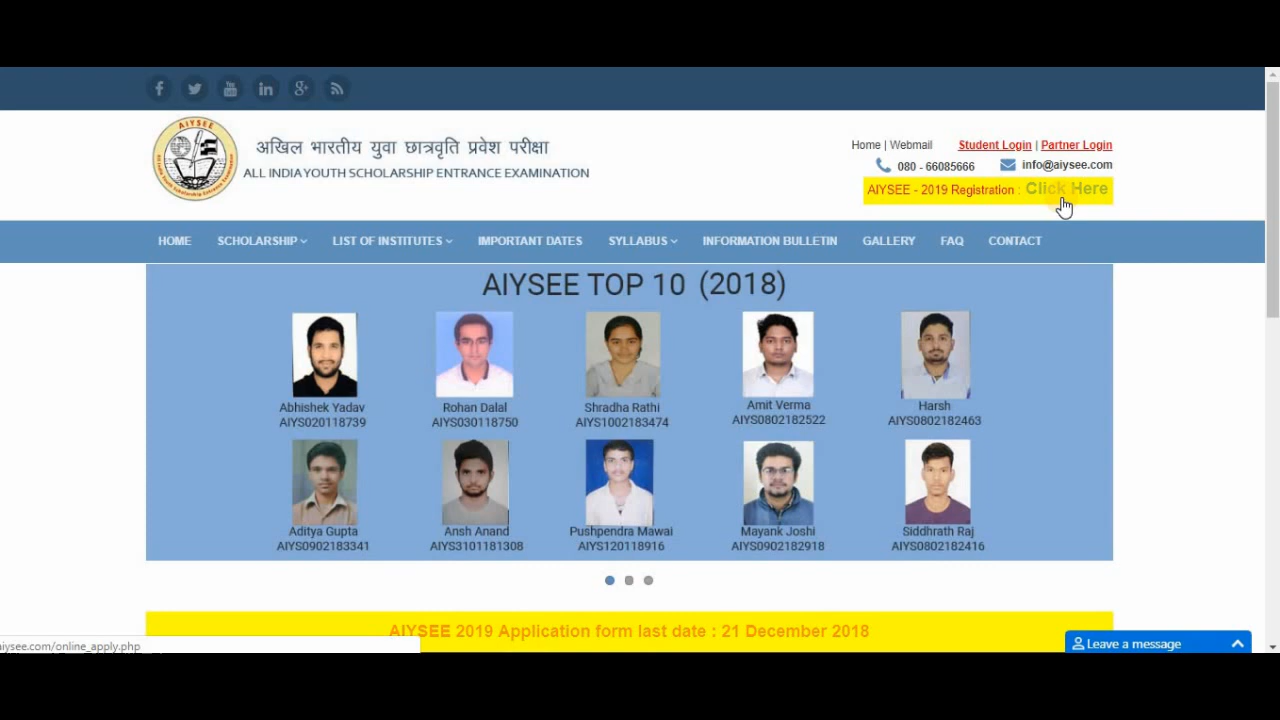 AIYSEE
अखिल भारतीय युवा छात्रवृति प्रवेश परीक्षा
ALL INDIA YOUTH SCHOLARSHIP ENTRANCE EXAMINATION
Home | Webmail Student Login | Partner Login
080 - 66085666 info@aiysee.com
AIYSEE - 2019 Registration : Click Here
HOME SCHOLARSHIP LIST OF INSTITUTES IMPORTANT DATES SYLLABUS INFORMATION BULLETIN GALLERY FAQ CONTACT
AIYSEE TOP 10 (2018)
Abhishek Yadav Rohan Dalal Shradha Rathi Amit Verma Harsh
AIYS020118739 AIYS030118750 AIYS1002183474 AIYS0802182522 AIYS0802182463
Aditya Gupta Ansh Anand Pushpendra Mawai Mayank Joshi Siddhrath Raj
AIYS0902183341 AIYS3101181308 AIYS120118916 AIYS0902182918 AIYS0802182416
AIYSEE 2019 Application form last date : 21 December 2018
aiysee.com/online_apply.php
Leave a message